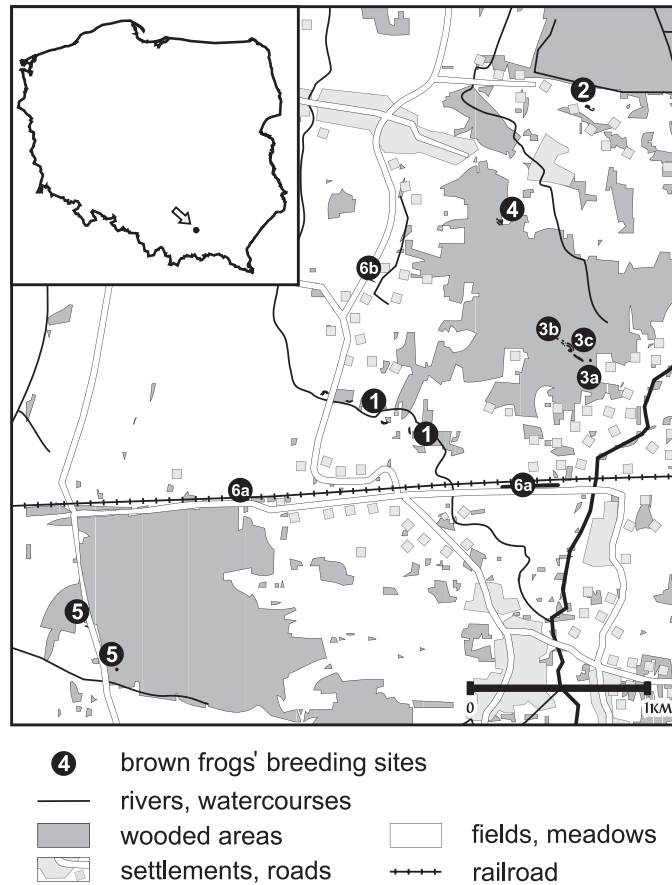 2
4
6b
3b
3c
3a
1
1
6a
6a
5
5
0 1KM
4 brown frogs' breeding sites
rivers, watercourses
wooded areas fields, meadows
settlements, roads railroad